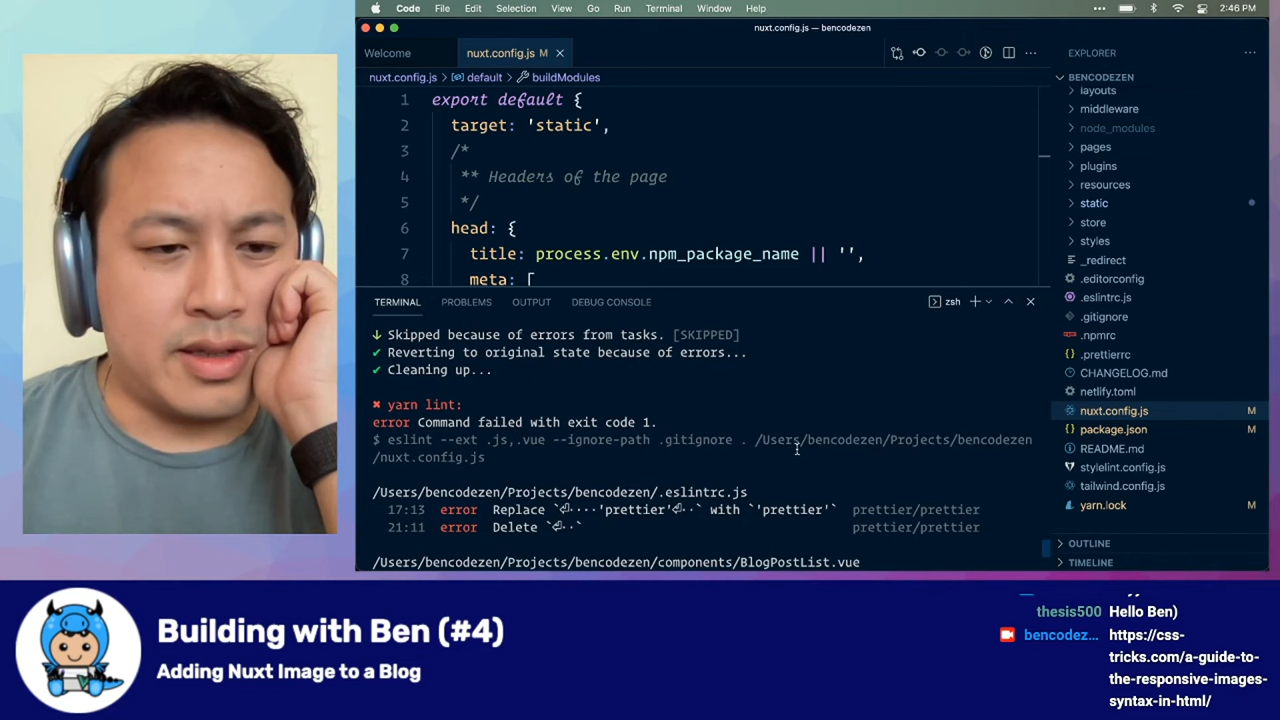 Code File Edit Selection View Go Run Terminal Window Help
2:46 PM
nuxt.config.js — bencodezen
Welcome
nuxt.config.js M
nuxt.config.js > default > buildModules
1 export default {
2 target: 'static',
3 /*
4 ** Headers of the page
5 */
6 head: {
7 title: process.env.npm_package_name || '',
8 meta: [
TERMINAL PROBLEMS OUTPUT DEBUG CONSOLE
zsh
↓ Skipped because of errors from tasks. [SKIPPED]
✔ Reverting to original state because of errors...
✔ Cleaning up...
✖ yarn lint:
error Command failed with exit code 1.
$ eslint --ext .js,.vue --ignore-path .gitignore . /Users/bencodezen/Projects/bencodezen
/nuxt.config.js
/Users/bencodezen/Projects/bencodezen/.eslintrc.js
17:13 error Replace `⏎····'prettier'⏎··` with `'prettier'` prettier/prettier
21:11 error Delete `⏎··` prettier/prettier
/Users/bencodezen/Projects/bencodezen/components/BlogPostList.vue
EXPLORER
BENCODEZEN
layouts
middleware
node_modules
pages
plugins
resources
static
store
styles
_redirect
.editorconfig
.eslintrc.js
.gitignore
.npmrc
.prettierrc
CHANGELOG.md
netlify.toml
nuxt.config.js M
package.json M
README.md
stylelint.config.js
tailwind.config.js
yarn.lock M
OUTLINE
TIMELINE
Building with Ben (#4)
Adding Nuxt Image to a Blog
thesis500 Hello Ben)
bencodez... https://css-
tricks.com/a-guide-to-
the-responsive-images-
syntax-in-html/